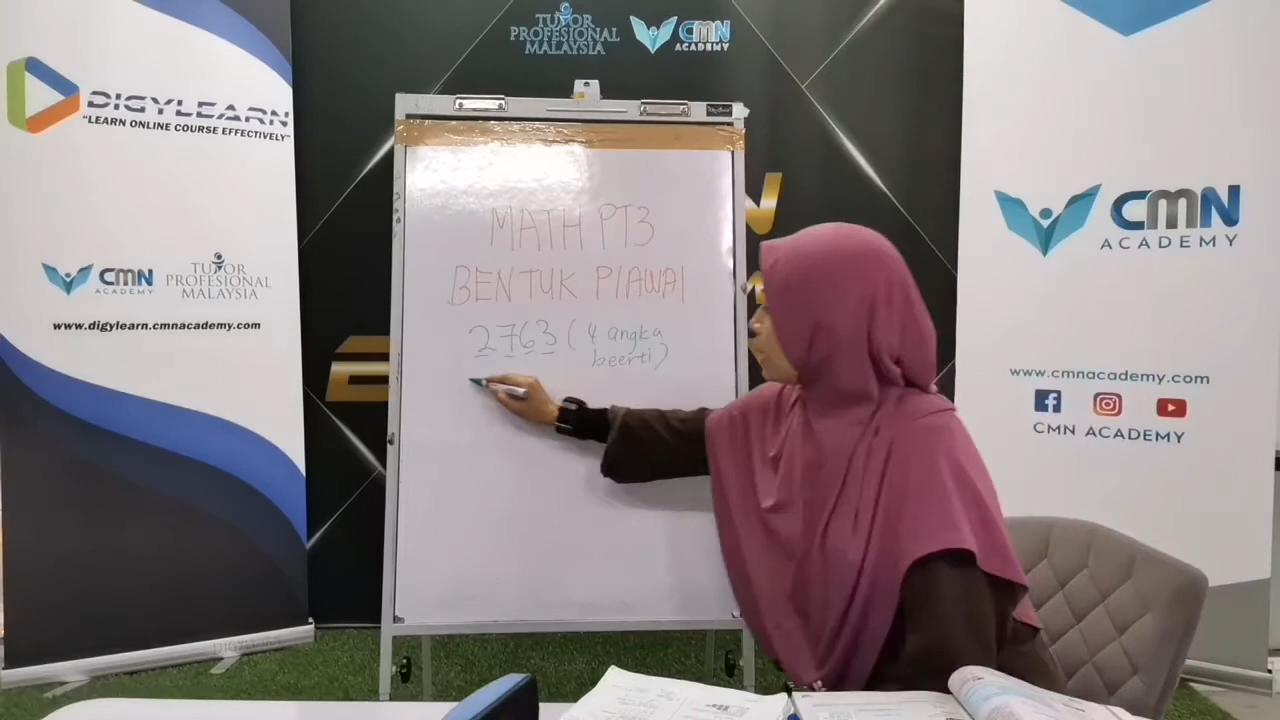 TUTOR
PROFESIONAL
MALAYSIA
CMN
ACADEMY
DIGYLEARN
"LEARN ONLINE COURSE EFFECTIVELY"
CMN
ACADEMY
TUTOR
PROFESIONAL
MALAYSIA
www.digylearn.cmnacademy.com
MATH PT3
BENTUK PIAWAI
2763 (4 angka
beerti)
CMN
ACADEMY
www.cmnacademy.com
CMN ACADEMY
DIGYLEARN